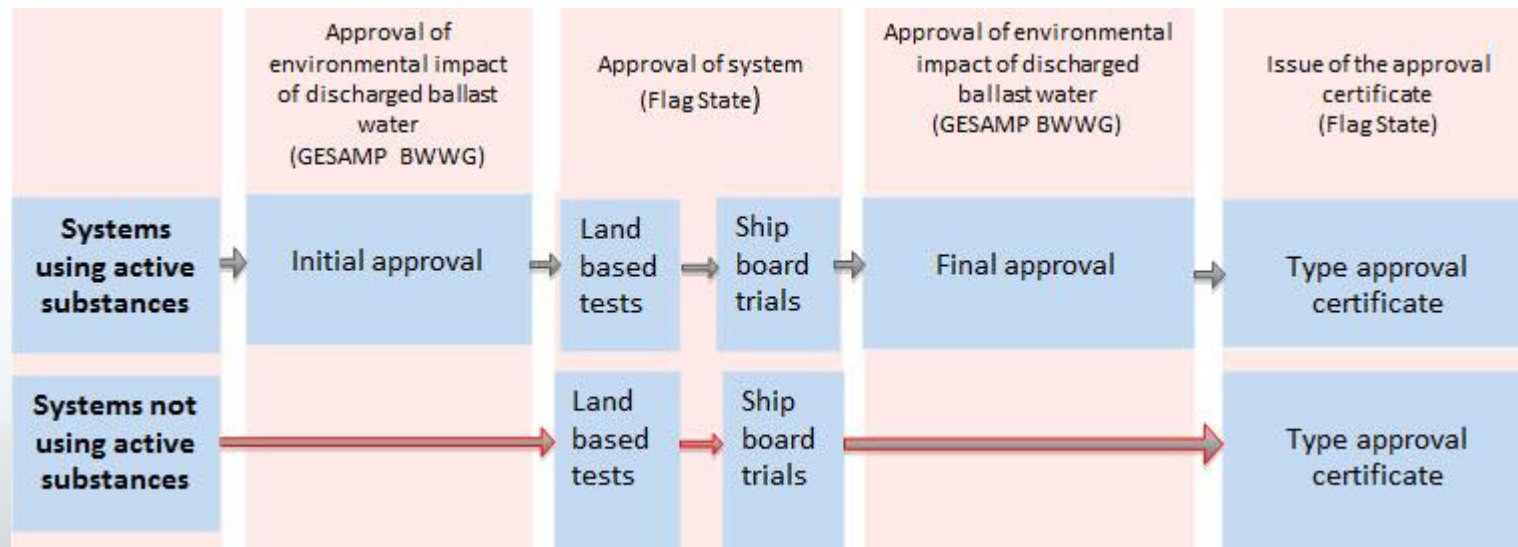 Approval of
environmental impact
of discharged ballast
water
(GESAMP BWWG)
Approval of system
(Flag State)
Approval of environmental
impact of discharged
ballast water
(GESAMP BWWG)
Issue of the approval
certificate
(Flag State)
Systems
using active
substances
Initial approval
Land
based
tests
Ship
board
trials
Final approval
Type approval
certificate
Systems not
using active
substances
Land
based
tests
Ship
board
trials
Type approval
certificate